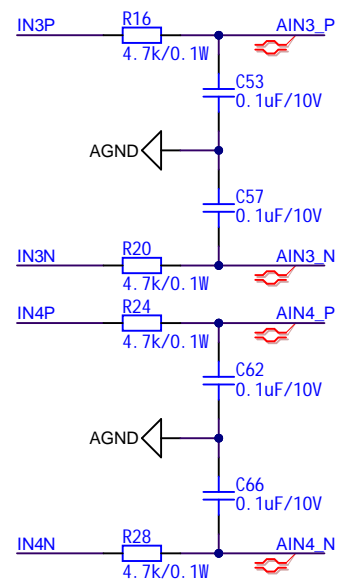 IN3P R16 AIN3_P
4.7k/0.1W
C53
0.1uF/10V
AGND
C57
0.1uF/10V
IN3N R20 AIN3_N
4.7k/0.1W
IN4P R24 AIN4_P
4.7k/0.1W
C62
0.1uF/10V
AGND
C66
0.1uF/10V
IN4N R28 AIN4_N
4.7k/0.1W